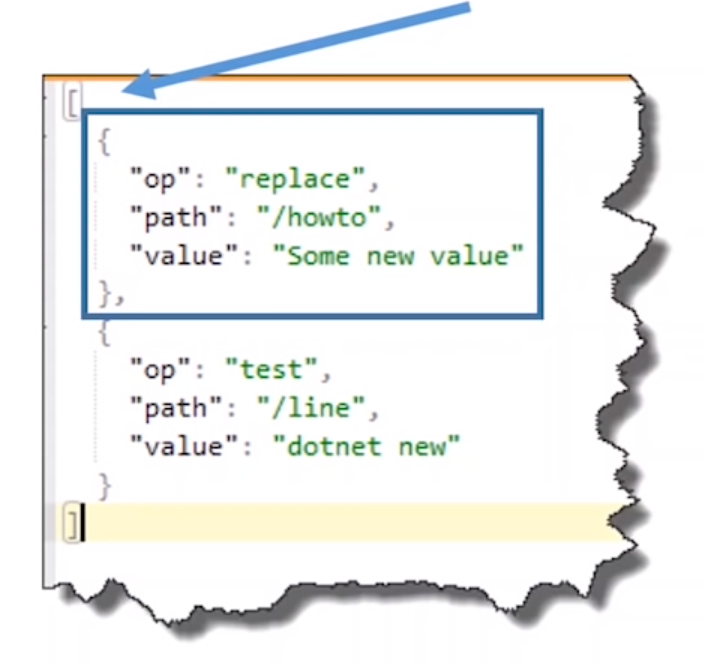 [
{
"op": "replace",
"path": "/howto",
"value": "Some new value"
},
{
"op": "test",
"path": "/line",
"value": "dotnet new"
}
]